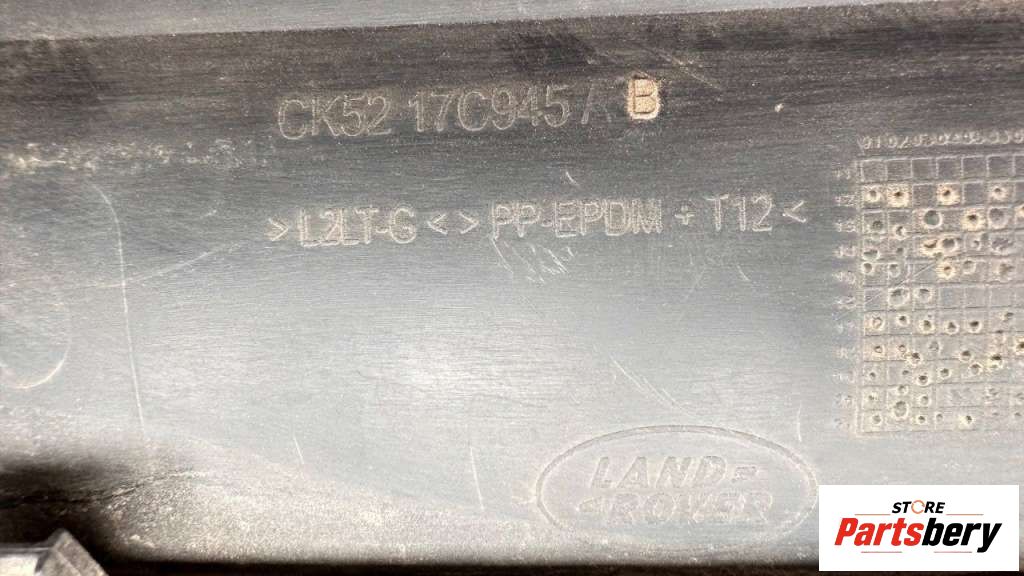 CK52 17C945 A B
>L2LT-G<>PP-EPDM + T12<
LAND-
ROVER
STORE
Partsbery